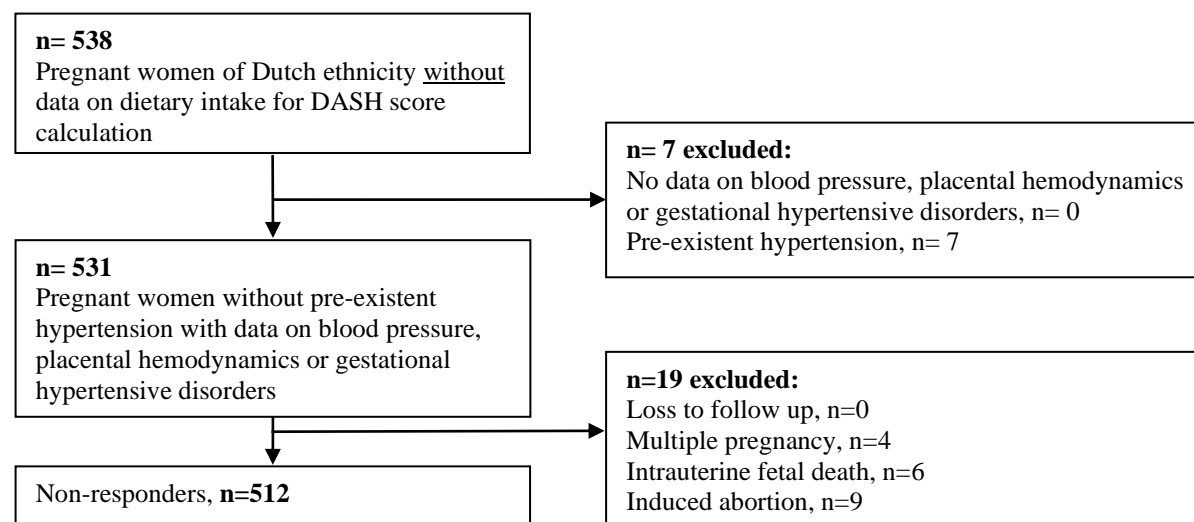 n= 538
Pregnant women of Dutch ethnicity without
data on dietary intake for DASH score
calculation
n= 7 excluded:
No data on blood pressure, placental hemodynamics
or gestational hypertensive disorders, n= 0
Pre-existent hypertension, n= 7
n= 531
Pregnant women without pre-existent
hypertension with data on blood pressure,
placental hemodynamics or gestational
hypertensive disorders
n=19 excluded:
Loss to follow up, n=0
Multiple pregnancy, n=4
Intrauterine fetal death, n=6
Induced abortion, n=9
Non-responders, n=512